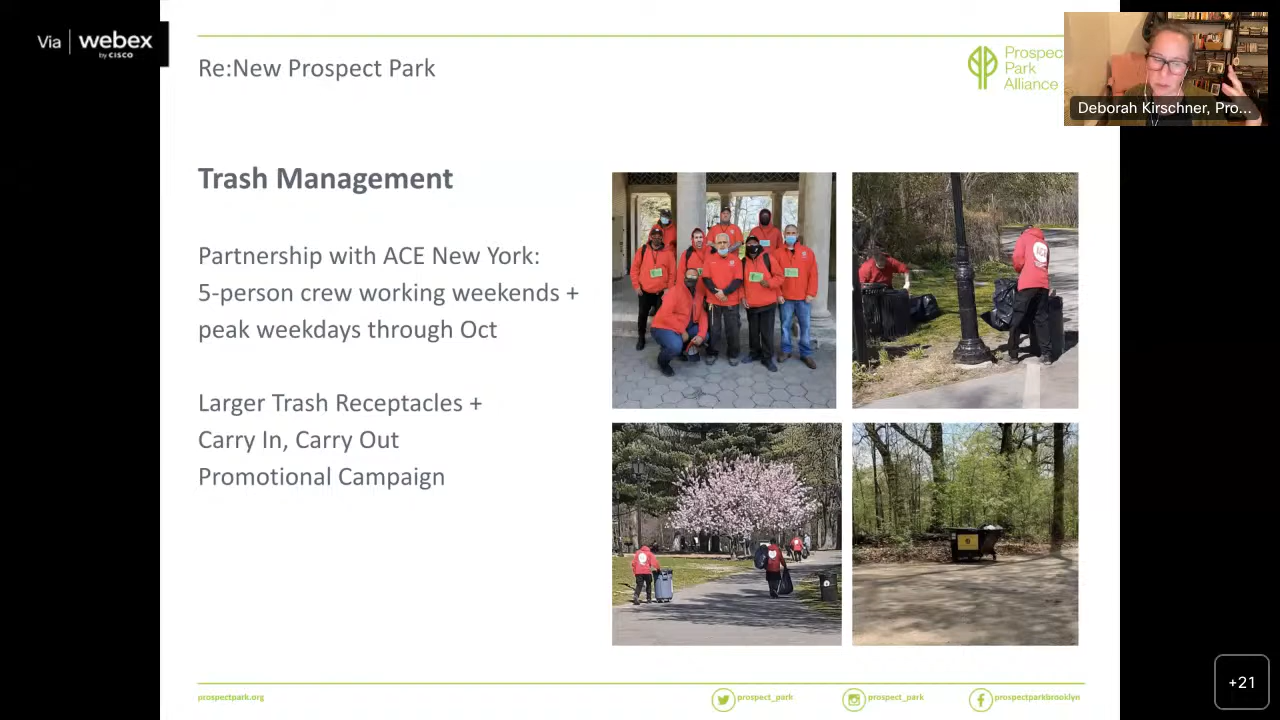 Via webex
by CISCO
Re:New Prospect Park
Prospect
Park
Alliance
Deborah Kirschner, Pro...
Trash Management
Partnership with ACE New York:
5-person crew working weekends +
peak weekdays through Oct
Larger Trash Receptacles +
Carry In, Carry Out
Promotional Campaign
+21
prospectpark.org
prospect_park
prospect_park
prospectparkbrooklyn